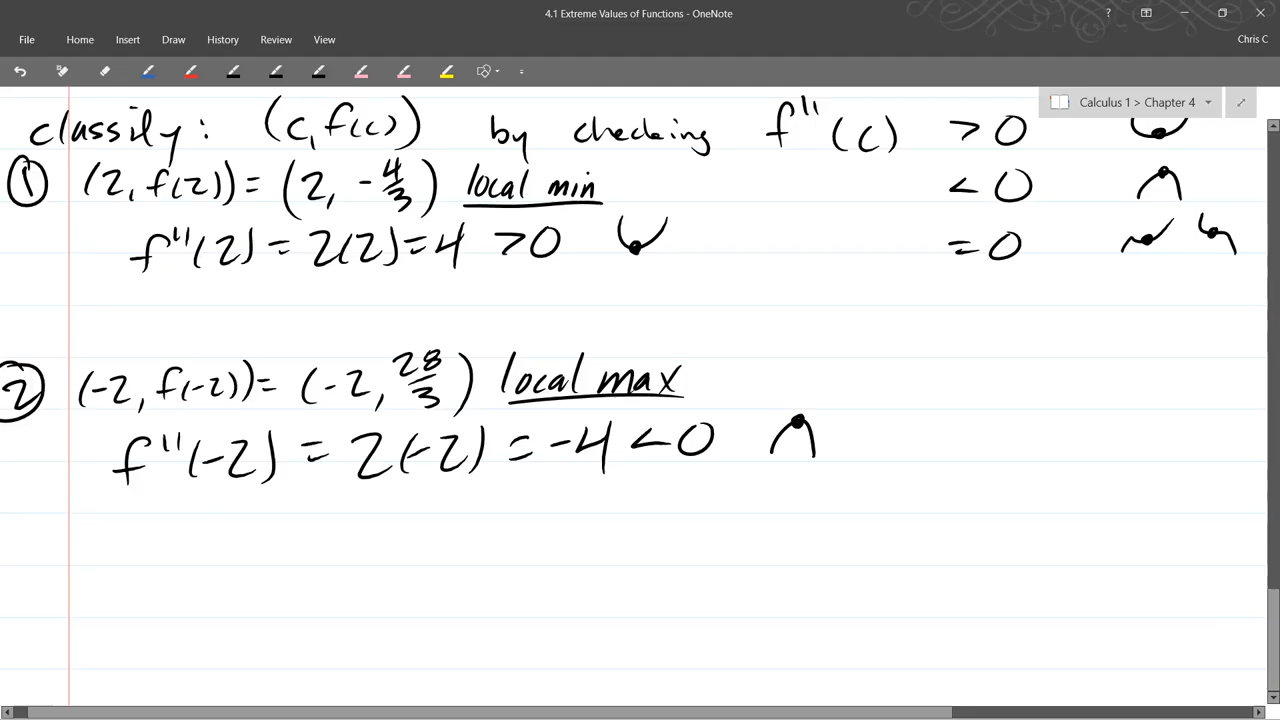 4.1 Extreme Values of Functions - OneNote
File Home Insert Draw History Review View
Chris C
Calculus 1 > Chapter 4
classify: (c, f(c)) by checking f''(c) > 0
< 0
= 0
① (2, f(2)) = (2, -4/3) local min
f''(2) = 2(2) = 4 > 0
② (-2, f(-2)) = (-2, 28/3) local max
f''(-2) = 2(-2) = -4 < 0